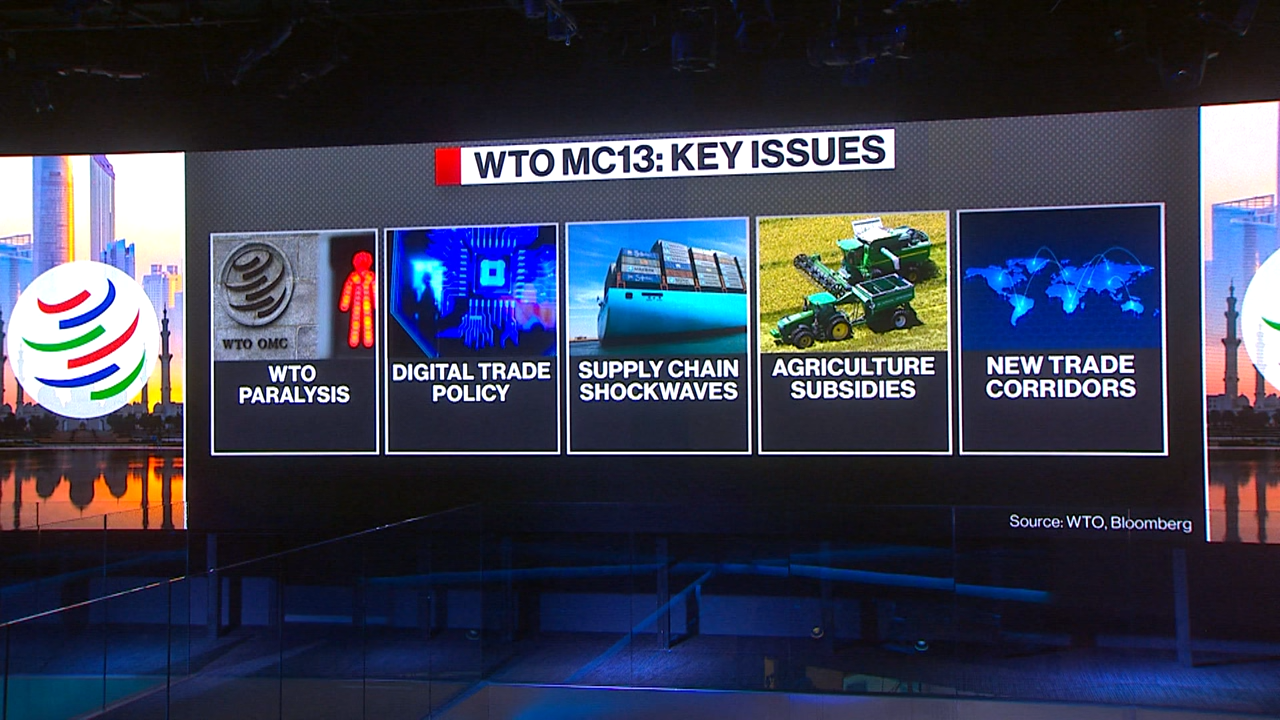 WTO MC13: KEY ISSUES
WTO OMC
WTO
PARALYSIS
DIGITAL TRADE
POLICY
SUPPLY CHAIN
SHOCKWAVES
AGRICULTURE
SUBSIDIES
NEW TRADE
CORRIDORS
Source: WTO, Bloomberg